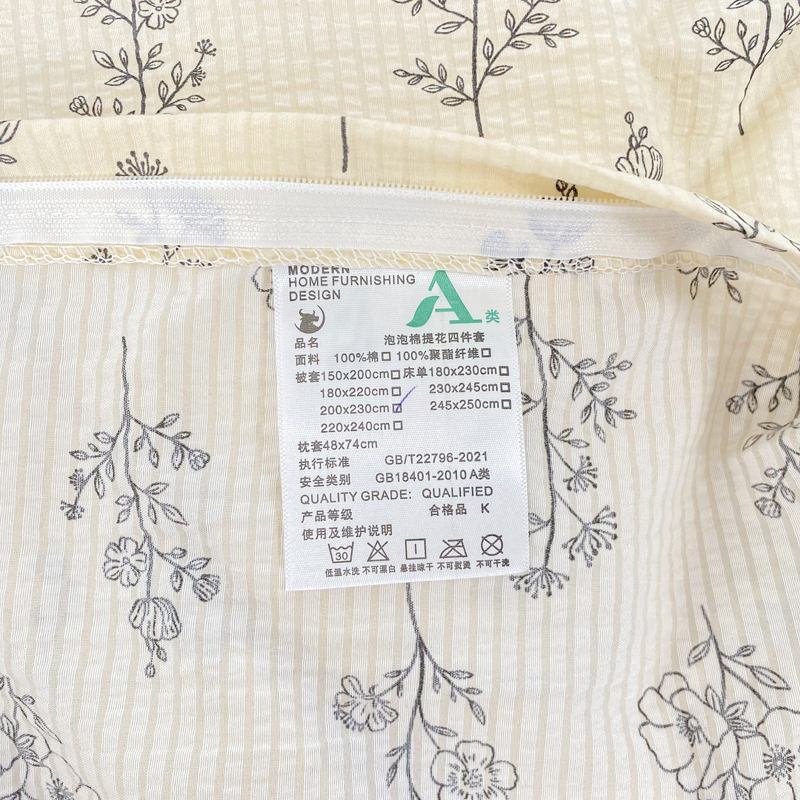 MODERN
HOME FURNISHING
DESIGN
A类
品名 泡泡棉提花四件套
面料 100%棉□ 100%聚酯纤维□
被套150x200cm□床单180x230cm□
180x220cm□ 230x245cm□
200x230cm☑ 245x250cm□
220x240cm□
枕套48x74cm
执行标准 GB/T22796-2021
安全类别 GB18401-2010 A类
QUALITY GRADE: QUALIFIED
产品等级 合格品 K
使用及维护说明
30
低温水洗 不可漂白 悬挂晾干 不可熨烫 不可干洗